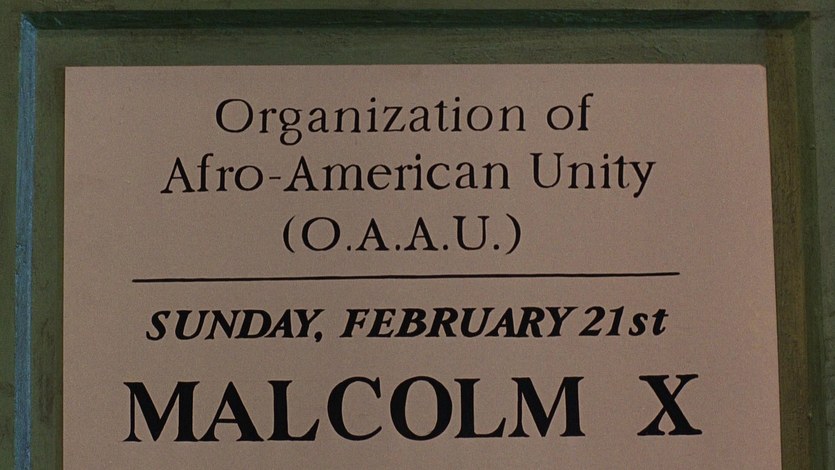 Organization of
Afro-American Unity
(O.A.A.U.)
SUNDAY, FEBRUARY 21st
MALCOLM X